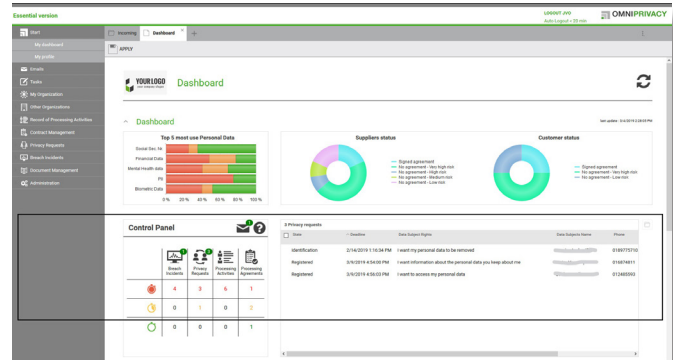 Essential version
LOGOUT JVO
Auto Logout < 20 min
OMNIPRIVACY
Start
My dashboard
My profile
Emails
Tasks
My Organization
Other Organizations
Record of Processing Activities
Contract Management
Privacy Requests
Breach Incidents
Document Management
Administration
Incoming
Dashboard
+
APPLY
YOUR LOGO
Dashboard
Dashboard
Top 5 most use Personal Data
Social Sec. Nr
Financial Data
Mental Health data
PII
Biometric Data
0 % 20 % 40 % 60 % 80 % 100 %
Suppliers status
Signed agreement
No agreement - Very high risk
No agreement - High risk
No agreement - Medium risk
No agreement - Low risk
Customer status
Signed agreement
No agreement - Very high risk
No agreement - Low risk
Control Panel
Breach Incidents
Privacy Requests
Processing Activities
Processing Agreements
4 3 6 1
0 1 0 2
0 0 0 1
3 Privacy requests
State Deadline Data Subject Rights Data Subjects Name Phone
Identification 2/14/2019 1:16:34 PM I want my personal data to be removed
Registered 3/9/2019 4:54:00 PM I want information about the personal data you keep about me 016874011
Registered 3/9/2019 4:56:03 PM I want to access my personal data 012485593